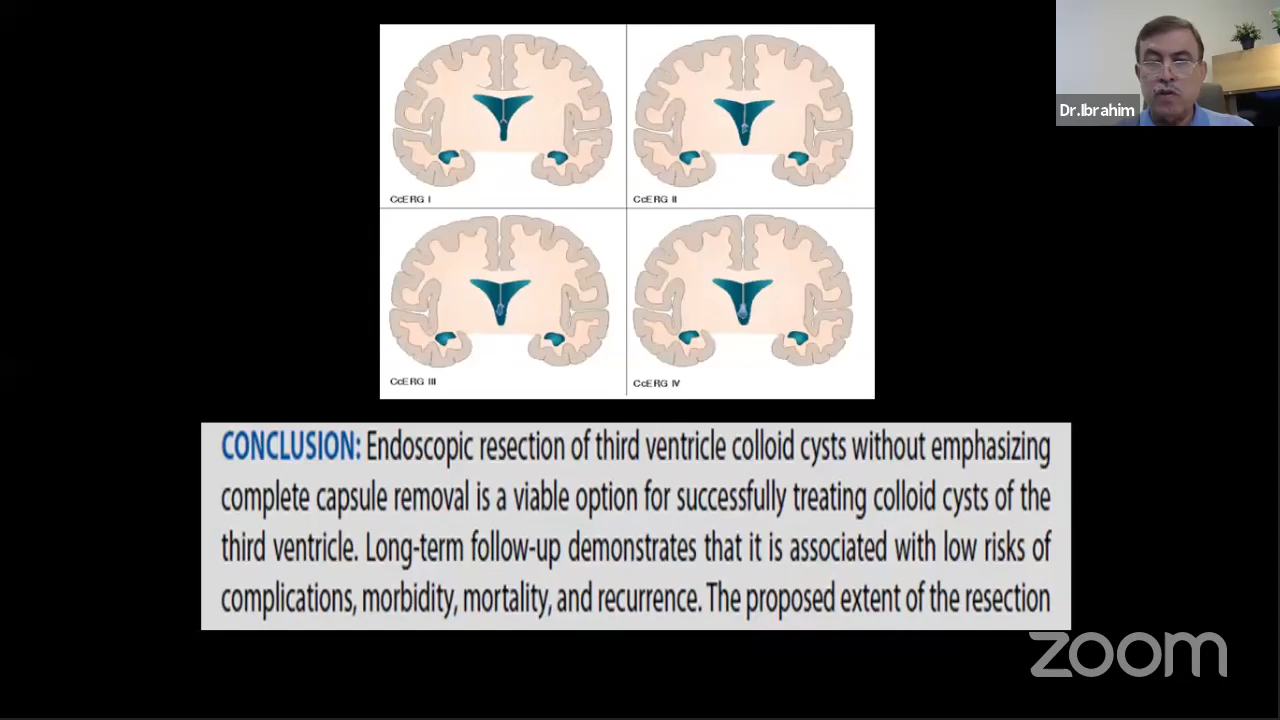 Dr.Ibrahim
CcERG I
CcERG II
CcERG III
CcERG IV
CONCLUSION: Endoscopic resection of third ventricle colloid cysts without emphasizing
complete capsule removal is a viable option for successfully treating colloid cysts of the
third ventricle. Long-term follow-up demonstrates that it is associated with low risks of
complications, morbidity, mortality, and recurrence. The proposed extent of the resection
zoom